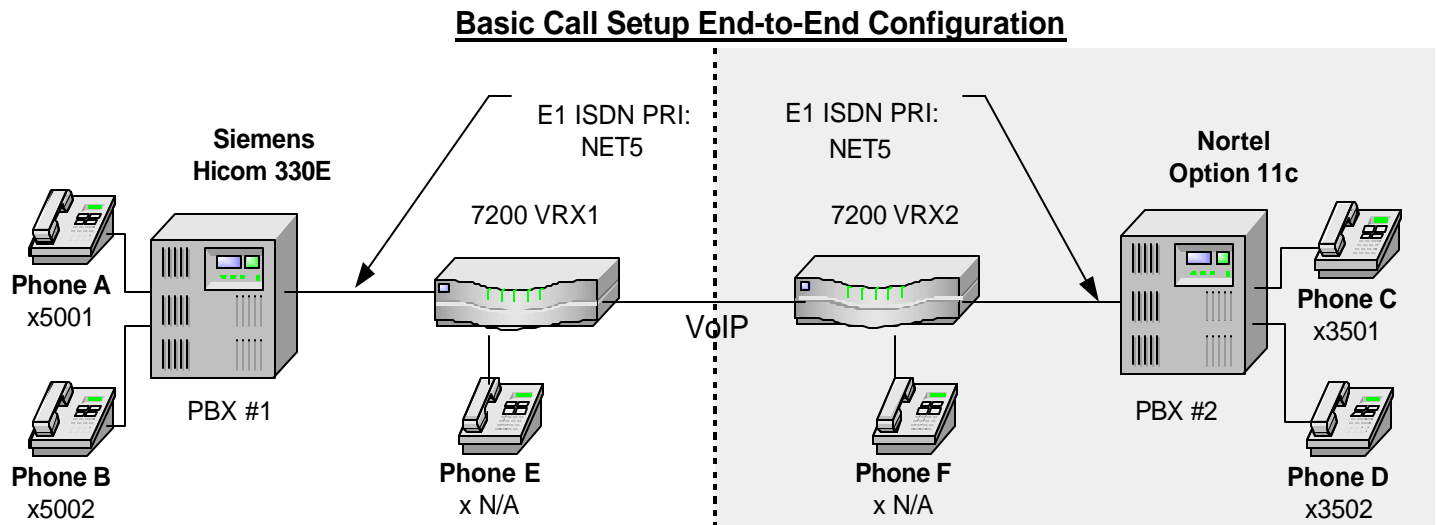 Basic Call Setup End-to-End Configuration
E1 ISDN PRI:
NET5
E1 ISDN PRI:
NET5
Siemens
Hicom 330E
Nortel
Option 11c
7200 VRX1
7200 VRX2
Phone A
x5001
Phone C
x3501
VoIP
PBX #1
PBX #2
Phone B
x5002
Phone E
x N/A
Phone F
x N/A
Phone D
x3502